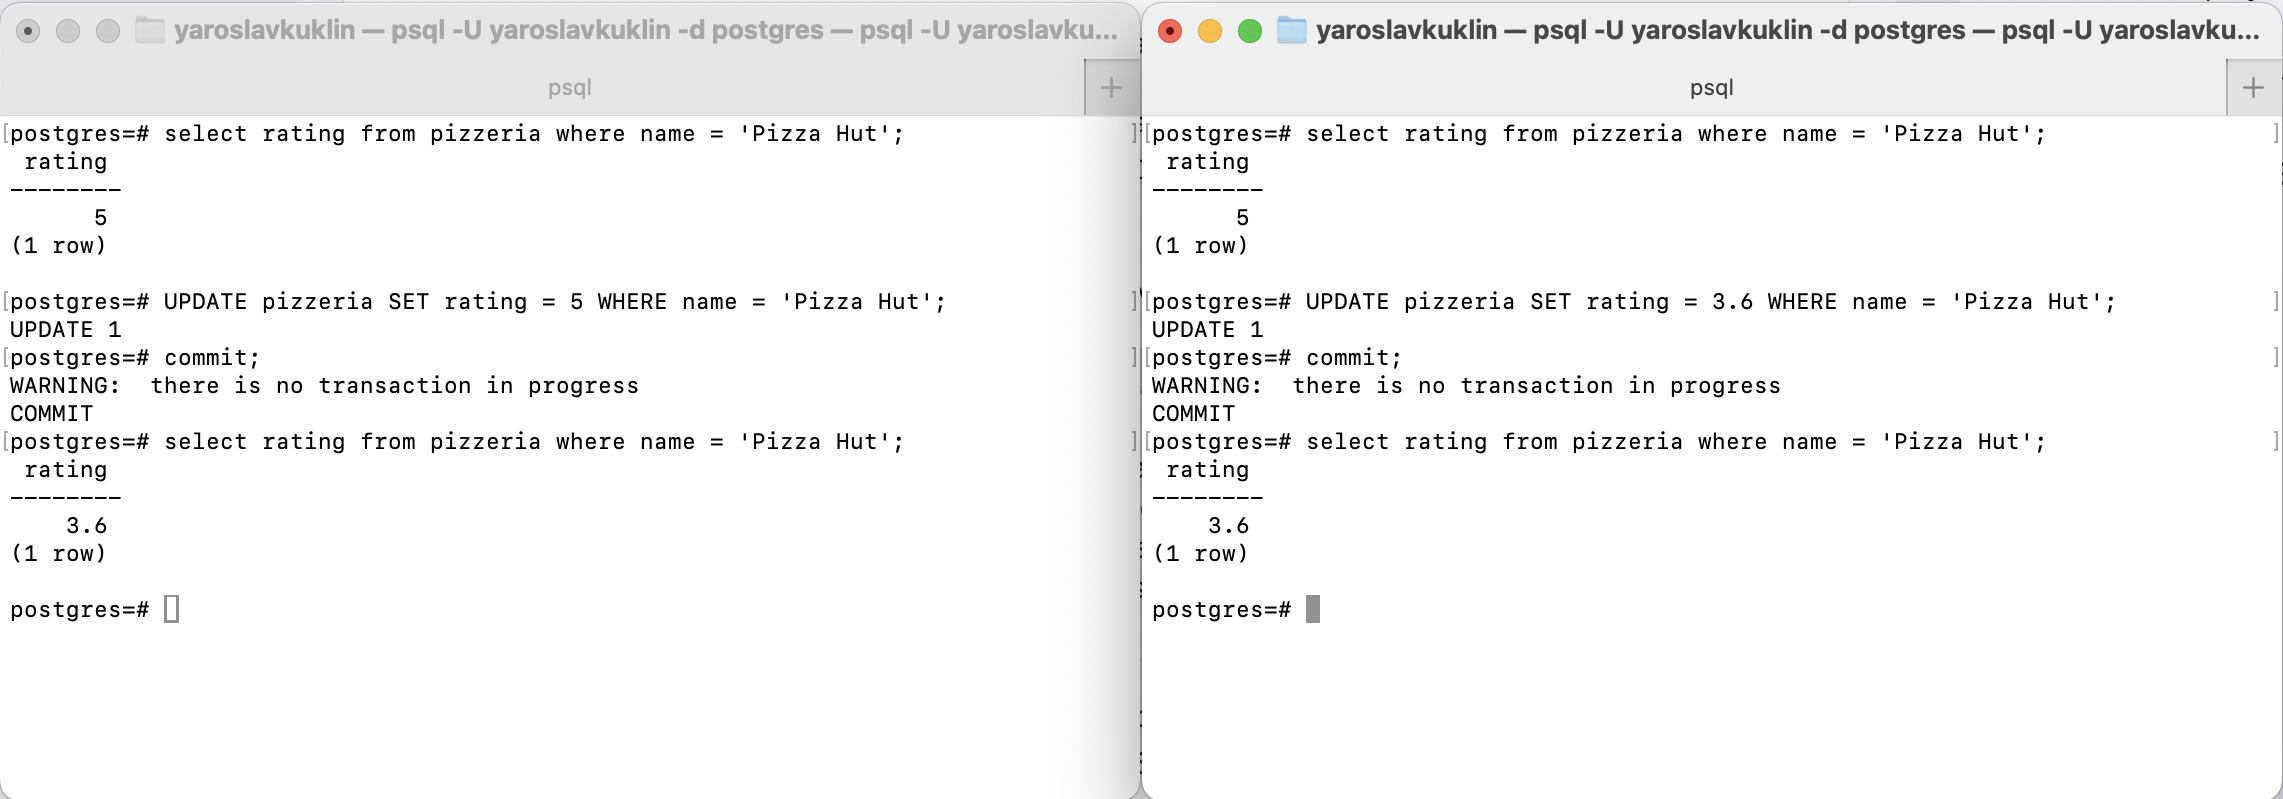 yaroslavkuklin — psql -U yaroslavkuklin -d postgres — psql -U yaroslavku...
psql
[postgres=# select rating from pizzeria where name = 'Pizza Hut';
rating
--------
5
(1 row)
[postgres=# UPDATE pizzeria SET rating = 5 WHERE name = 'Pizza Hut';
UPDATE 1
[postgres=# commit;
WARNING:  there is no transaction in progress
COMMIT
[postgres=# select rating from pizzeria where name = 'Pizza Hut';
rating
--------
3.6
(1 row)
postgres=#
yaroslavkuklin — psql -U yaroslavkuklin -d postgres — psql -U yaroslavku...
psql
[postgres=# select rating from pizzeria where name = 'Pizza Hut';
rating
--------
5
(1 row)
[postgres=# UPDATE pizzeria SET rating = 3.6 WHERE name = 'Pizza Hut';
UPDATE 1
[postgres=# commit;
WARNING:  there is no transaction in progress
COMMIT
[postgres=# select rating from pizzeria where name = 'Pizza Hut';
rating
--------
3.6
(1 row)
postgres=#